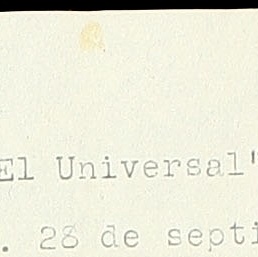 El Universal"
. 28 de septi